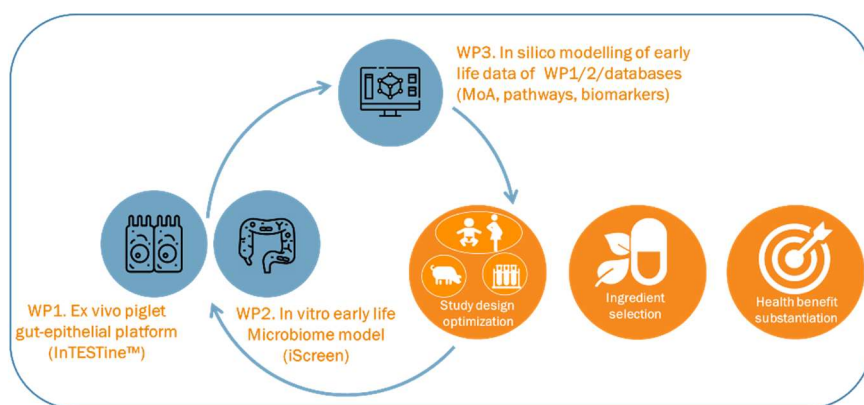 WP3. In silico modelling of early
life data of WP1/2/databases
(MoA, pathways, biomarkers)
WP1. Ex vivo piglet
gut-epithelial platform
(InTESTine™)
WP2. In vitro early life
Microbiome model
(iScreen)
Study design
optimization
Ingredient
selection
Health benefit
substantiation